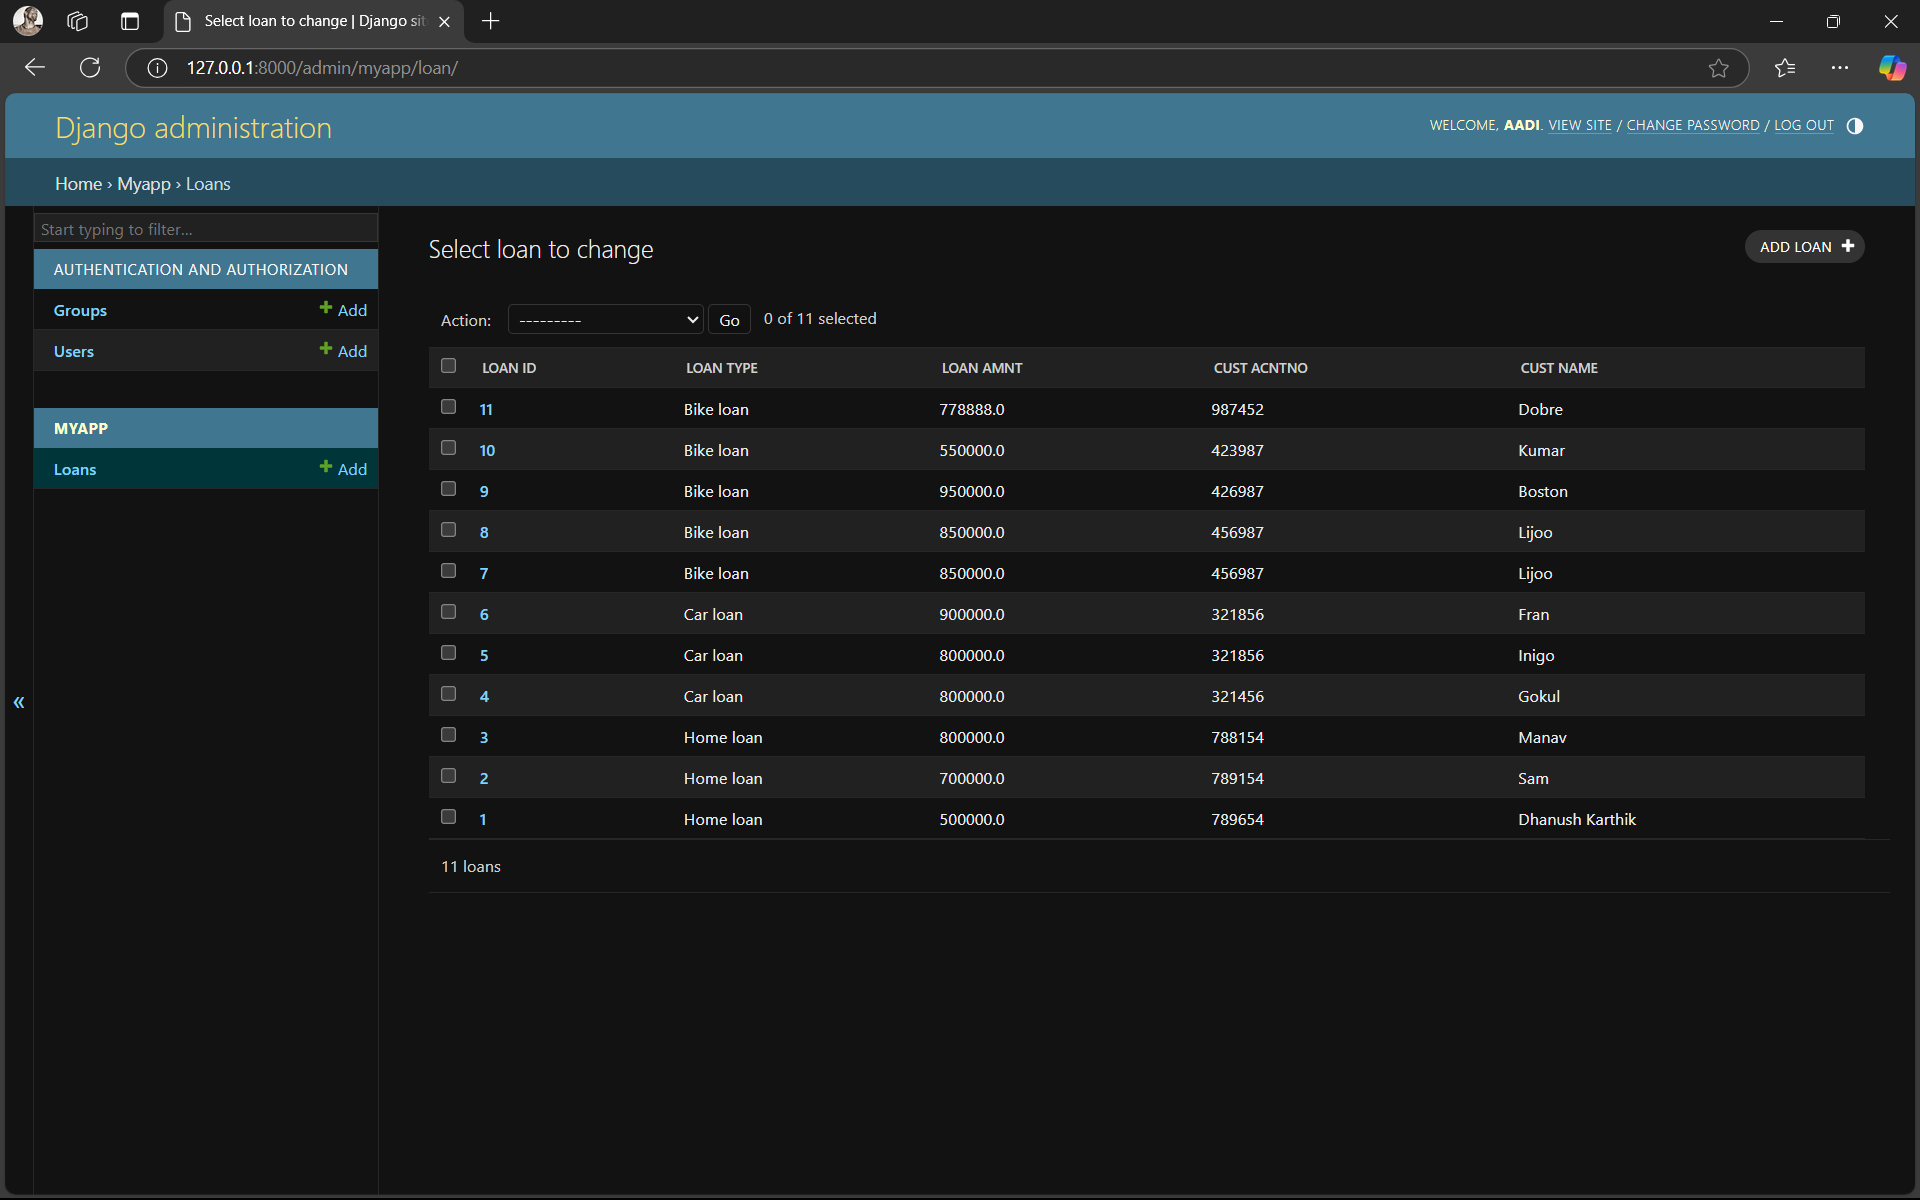 Select loan to change | Django sit
127.0.0.1:8000/admin/myapp/loan/
Django administration
WELCOME, AADI. VIEW SITE / CHANGE PASSWORD / LOG OUT
Home › Myapp › Loans
Start typing to filter...
AUTHENTICATION AND AUTHORIZATION
Groups + Add
Users + Add
MYAPP
Loans + Add
«
Select loan to change
ADD LOAN +
Action: --------- Go 0 of 11 selected
LOAN ID LOAN TYPE LOAN AMNT CUST ACNTNO CUST NAME
11 Bike loan 778888.0 987452 Dobre
10 Bike loan 550000.0 423987 Kumar
9 Bike loan 950000.0 426987 Boston
8 Bike loan 850000.0 456987 Lijoo
7 Bike loan 850000.0 456987 Lijoo
6 Car loan 900000.0 321856 Fran
5 Car loan 800000.0 321856 Inigo
4 Car loan 800000.0 321456 Gokul
3 Home loan 800000.0 788154 Manav
2 Home loan 700000.0 789154 Sam
1 Home loan 500000.0 789654 Dhanush Karthik
11 loans